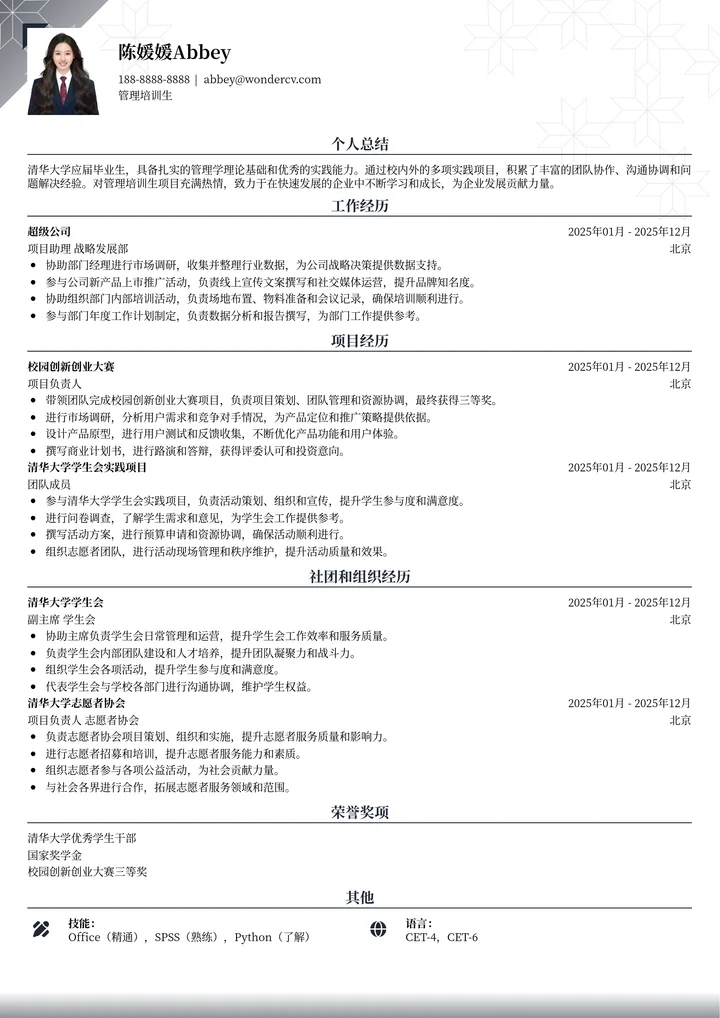 陈媛媛Abbey
188-8888-8888 | abbey@wondercv.com
管理培训生
个人总结
清华大学应届毕业生，具备扎实的管理学理论基础和优秀的实践能力。通过校内外的多项实践项目，积累了丰富的团队协作、沟通协调和问
题解决经验。对管理培训生项目充满热情，致力于在快速发展的企业中不断学习和成长，为企业发展贡献力量。
工作经历
超级公司 2025年01月 - 2025年12月
项目助理 战略发展部 北京
• 协助部门经理进行市场调研，收集并整理行业数据，为公司战略决策提供数据支持。
• 参与公司新产品上市推广活动，负责线上宣传文案撰写和社交媒体运营，提升品牌知名度。
• 协助组织部门内部培训活动，负责场地布置、物料准备和会议记录，确保培训顺利进行。
• 参与部门年度工作计划制定，负责数据分析和报告撰写，为部门工作提供参考。
项目经历
校园创新创业大赛 2025年01月 - 2025年12月
项目负责人 北京
• 带领团队完成校园创新创业大赛项目，负责项目策划、团队管理和资源协调，最终获得三等奖。
• 进行市场调研，分析用户需求和竞争对手情况，为产品定位和推广策略提供依据。
• 设计产品原型，进行用户测试和反馈收集，不断优化产品功能和用户体验。
• 撰写商业计划书，进行路演和答辩，获得评委认可和投资意向。
清华大学学生会实践项目 2025年01月 - 2025年12月
团队成员 北京
• 参与清华大学学生会实践项目，负责活动策划、组织和宣传，提升学生参与度和满意度。
• 进行问卷调查，了解学生需求和意见，为学生会工作提供参考。
• 撰写活动方案，进行预算申请和资源协调，确保活动顺利进行。
• 组织志愿者团队，进行活动现场管理和秩序维护，提升活动质量和效果。
社团和组织经历
清华大学学生会 2025年01月 - 2025年12月
副主席 学生会 北京
• 协助主席负责学生会日常管理和运营，提升学生会工作效率和服务质量。
• 负责学生会内部团队建设和人才培养，提升团队凝聚力和战斗力。
• 组织学生会各项活动，提升学生参与度和满意度。
• 代表学生会与学校各部门进行沟通协调，维护学生权益。
清华大学志愿者协会 2025年01月 - 2025年12月
项目负责人 志愿者协会 北京
• 负责志愿者协会项目策划、组织和实施，提升志愿者服务质量和影响力。
• 进行志愿者招募和培训，提升志愿者服务能力和素质。
• 组织志愿者参与各项公益活动，为社会贡献力量。
• 与社会各界进行合作，拓展志愿者服务领域和范围。
荣誉奖项
清华大学优秀学生干部
国家奖学金
校园创新创业大赛三等奖
其他
技能： 语言：
Office（精通），SPSS（熟练），Python（了解） CET-4，CET-6